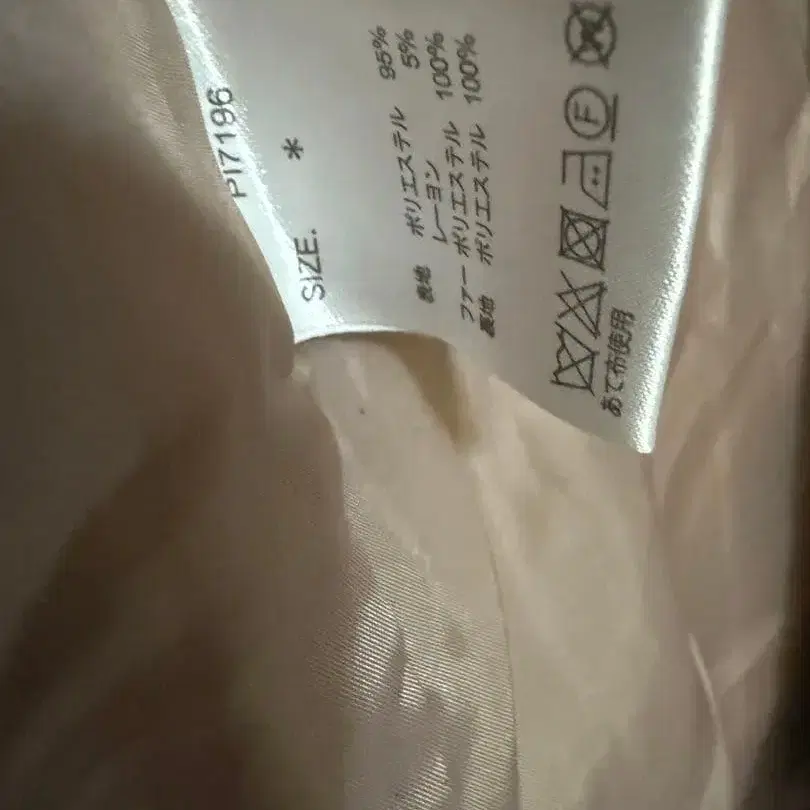 PI7196
SIZE. *
表地 ポリエステル 95%
レーヨン 5%
ファー ポリエステル 100%
裏地 ポリエステル 100%
F
あて布使用